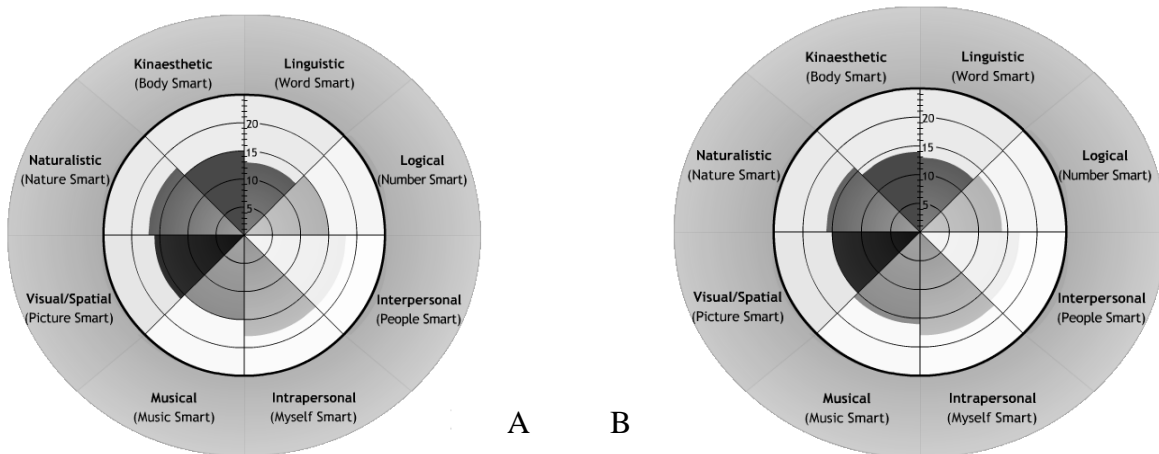 Kinaesthetic
(Body Smart)
Linguistic
(Word Smart)
Naturalistic
(Nature Smart)
Logical
(Number Smart)
Visual/Spatial
(Picture Smart)
Interpersonal
(People Smart)
Musical
(Music Smart)
Intrapersonal
(Myself Smart)
20
15
10
5
A
Kinaesthetic
(Body Smart)
Linguistic
(Word Smart)
Naturalistic
(Nature Smart)
Logical
(Number Smart)
Visual/Spatial
(Picture Smart)
Interpersonal
(People Smart)
Musical
(Music Smart)
Intrapersonal
(Myself Smart)
20
15
10
5
B